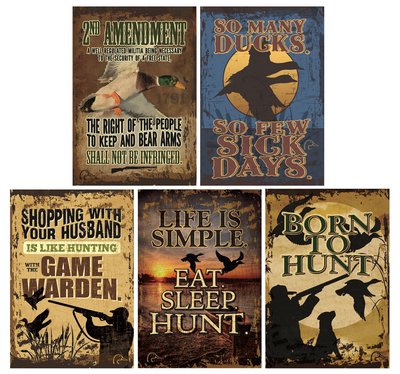 2ND AMENDMENT
A WELL REGULATED MILITIA BEING NECESSARY
TO THE SECURITY OF A FREE STATE,
THE RIGHT OF THE PEOPLE
TO KEEP AND BEAR ARMS
SHALL NOT BE INFRINGED.
SO MANY
DUCKS.
SO FEW
SICK
DAYS.
SHOPPING WITH
YOUR HUSBAND
IS LIKE HUNTING
WITH THE
GAME
WARDEN.
LIFE IS
SIMPLE.
EAT.
SLEEP.
HUNT.
BORN
TO
HUNT